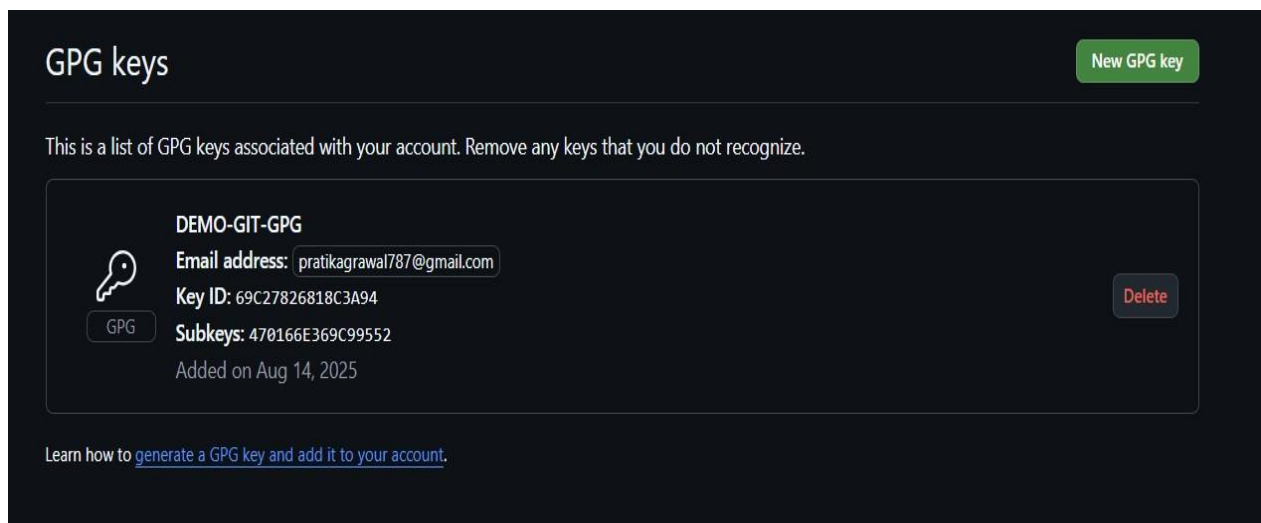 GPG keys
New GPG key
This is a list of GPG keys associated with your account. Remove any keys that you do not recognize.
DEMO-GIT-GPG
Email address: pratikagrawal787@gmail.com
Key ID: 69C27826818C3A94
GPG
Subkeys: 470166E369C99552
Added on Aug 14, 2025
Delete
Learn how to generate a GPG key and add it to your account.